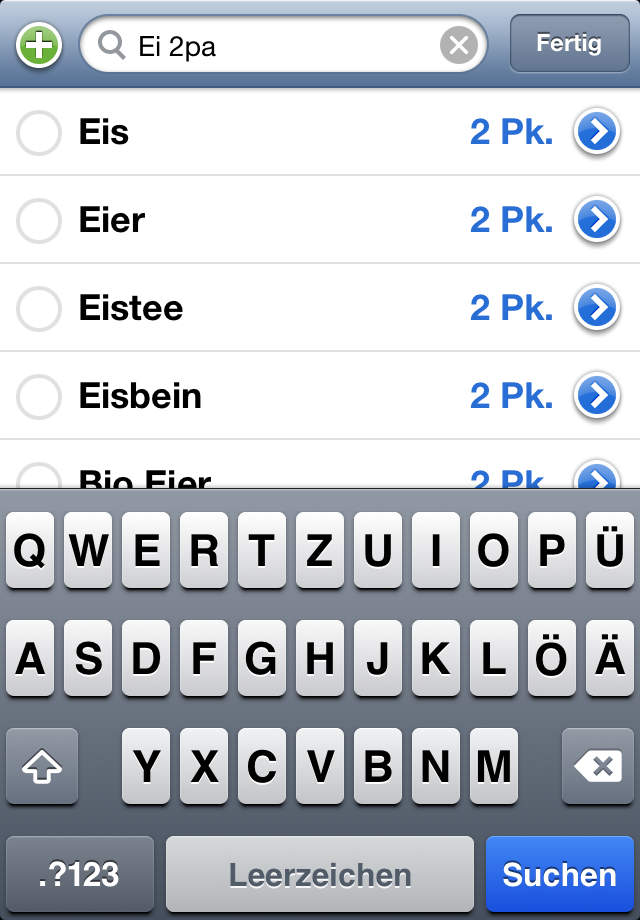 Ei 2pa
Fertig
Eis 2 Pk.
Eier 2 Pk.
Eistee 2 Pk.
Eisbein 2 Pk.
Bio Eier 2 Pk.
Q W E R T Z U I O P Ü
A S D F G H J K L Ö Ä
Y X C V B N M
.?123 Leerzeichen Suchen